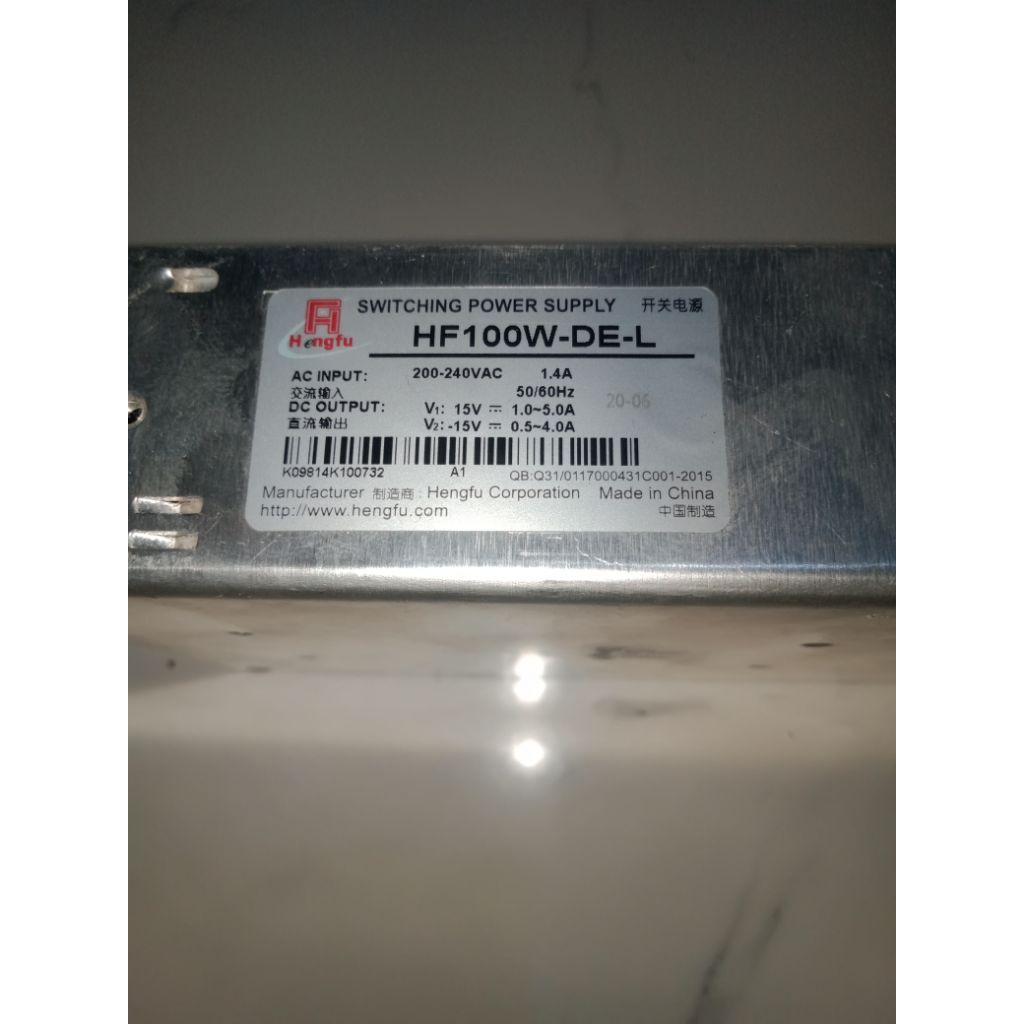 SWITCHING POWER SUPPLY 开关电源
Hengfu
HF100W-DE-L
AC INPUT: 200-240VAC 1.4A
交流输入 50/60Hz
DC OUTPUT: V1: 15V 1.0~5.0A
直流输出 V2: -15V 0.5~4.0A
20-06
K09814K100732 A1 QB:Q31/0117000431C001-2015
Manufacturer 制造商: Hengfu Corporation Made in China
http://www.hengfu.com 中国制造